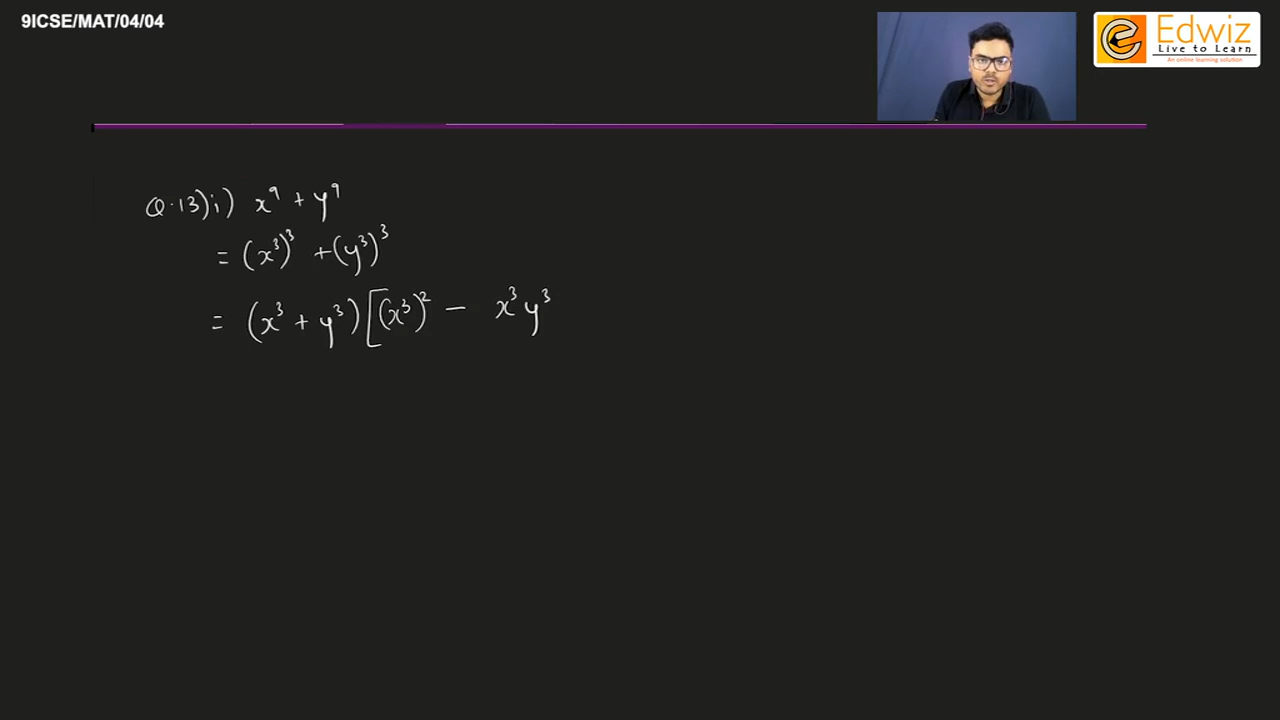 9ICSE/MAT/04/04
Edwiz
Live to Learn
An online learning solution
Q.13)i) x⁹ + y⁹
= (x³)³ + (y³)³
= (x³ + y³)[(x³)² − x³y³